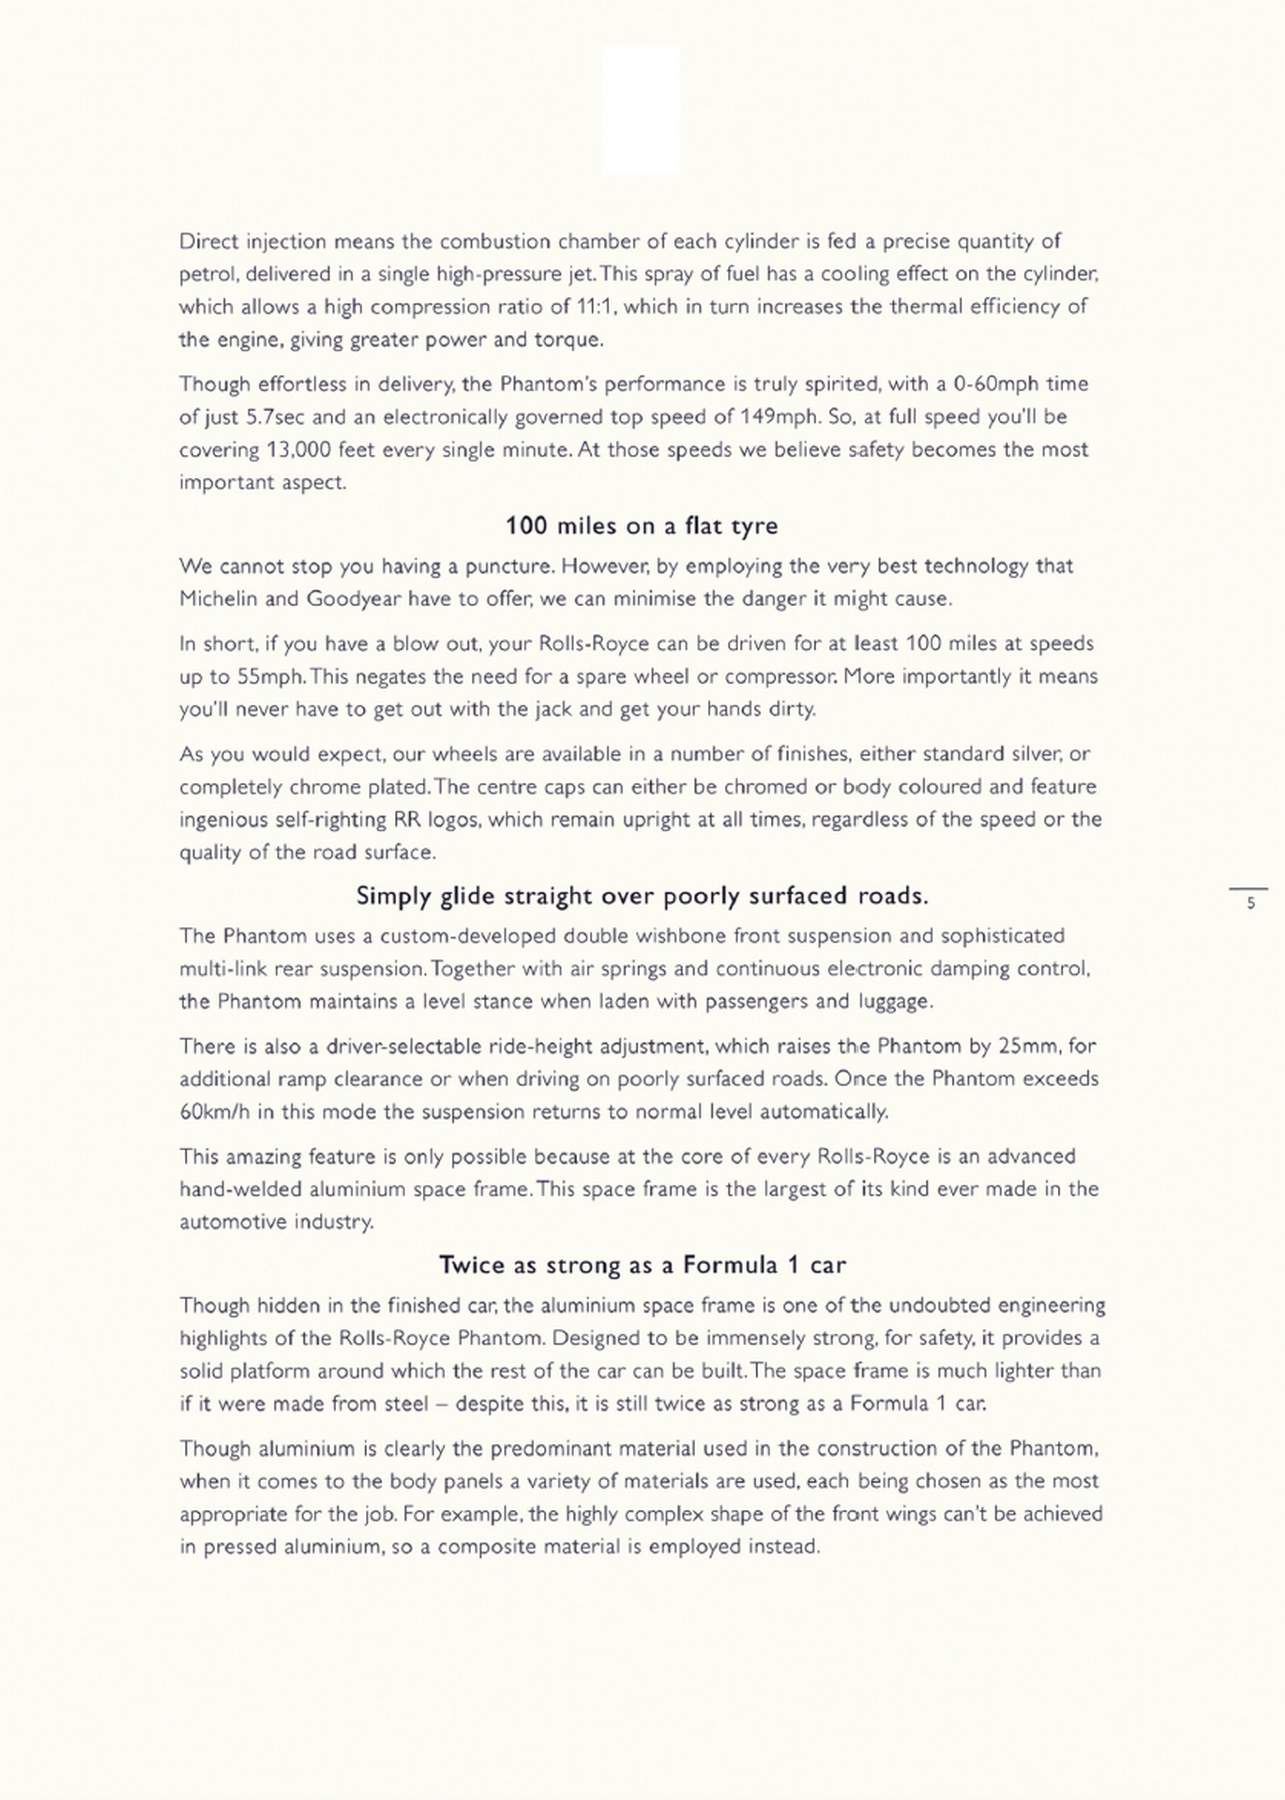 Direct injection means the combustion chamber of each cylinder is fed a precise quantity of
petrol, delivered in a single high-pressure jet. This spray of fuel has a cooling effect on the cylinder,
which allows a high compression ratio of 11:1, which in turn increases the thermal efficiency of
the engine, giving greater power and torque.
Though effortless in delivery, the Phantom's performance is truly spirited, with a 0-60mph time
of just 5.7sec and an electronically governed top speed of 149mph. So, at full speed you'll be
covering 13,000 feet every single minute. At those speeds we believe safety becomes the most
important aspect.
100 miles on a flat tyre
We cannot stop you having a puncture. However, by employing the very best technology that
Michelin and Goodyear have to offer, we can minimise the danger it might cause.
In short, if you have a blow out, your Rolls-Royce can be driven for at least 100 miles at speeds
up to 55mph. This negates the need for a spare wheel or compressor. More importantly it means
you'll never have to get out with the jack and get your hands dirty.
As you would expect, our wheels are available in a number of finishes, either standard silver, or
completely chrome plated. The centre caps can either be chromed or body coloured and feature
ingenious self-righting RR logos, which remain upright at all times, regardless of the speed or the
quality of the road surface.
Simply glide straight over poorly surfaced roads.
5
The Phantom uses a custom-developed double wishbone front suspension and sophisticated
multi-link rear suspension. Together with air springs and continuous electronic damping control,
the Phantom maintains a level stance when laden with passengers and luggage.
There is also a driver-selectable ride-height adjustment, which raises the Phantom by 25mm, for
additional ramp clearance or when driving on poorly surfaced roads. Once the Phantom exceeds
60km/h in this mode the suspension returns to normal level automatically.
This amazing feature is only possible because at the core of every Rolls-Royce is an advanced
hand-welded aluminium space frame. This space frame is the largest of its kind ever made in the
automotive industry.
Twice as strong as a Formula 1 car
Though hidden in the finished car, the aluminium space frame is one of the undoubted engineering
highlights of the Rolls-Royce Phantom. Designed to be immensely strong, for safety, it provides a
solid platform around which the rest of the car can be built. The space frame is much lighter than
if it were made from steel – despite this, it is still twice as strong as a Formula 1 car.
Though aluminium is clearly the predominant material used in the construction of the Phantom,
when it comes to the body panels a variety of materials are used, each being chosen as the most
appropriate for the job. For example, the highly complex shape of the front wings can't be achieved
in pressed aluminium, so a composite material is employed instead.